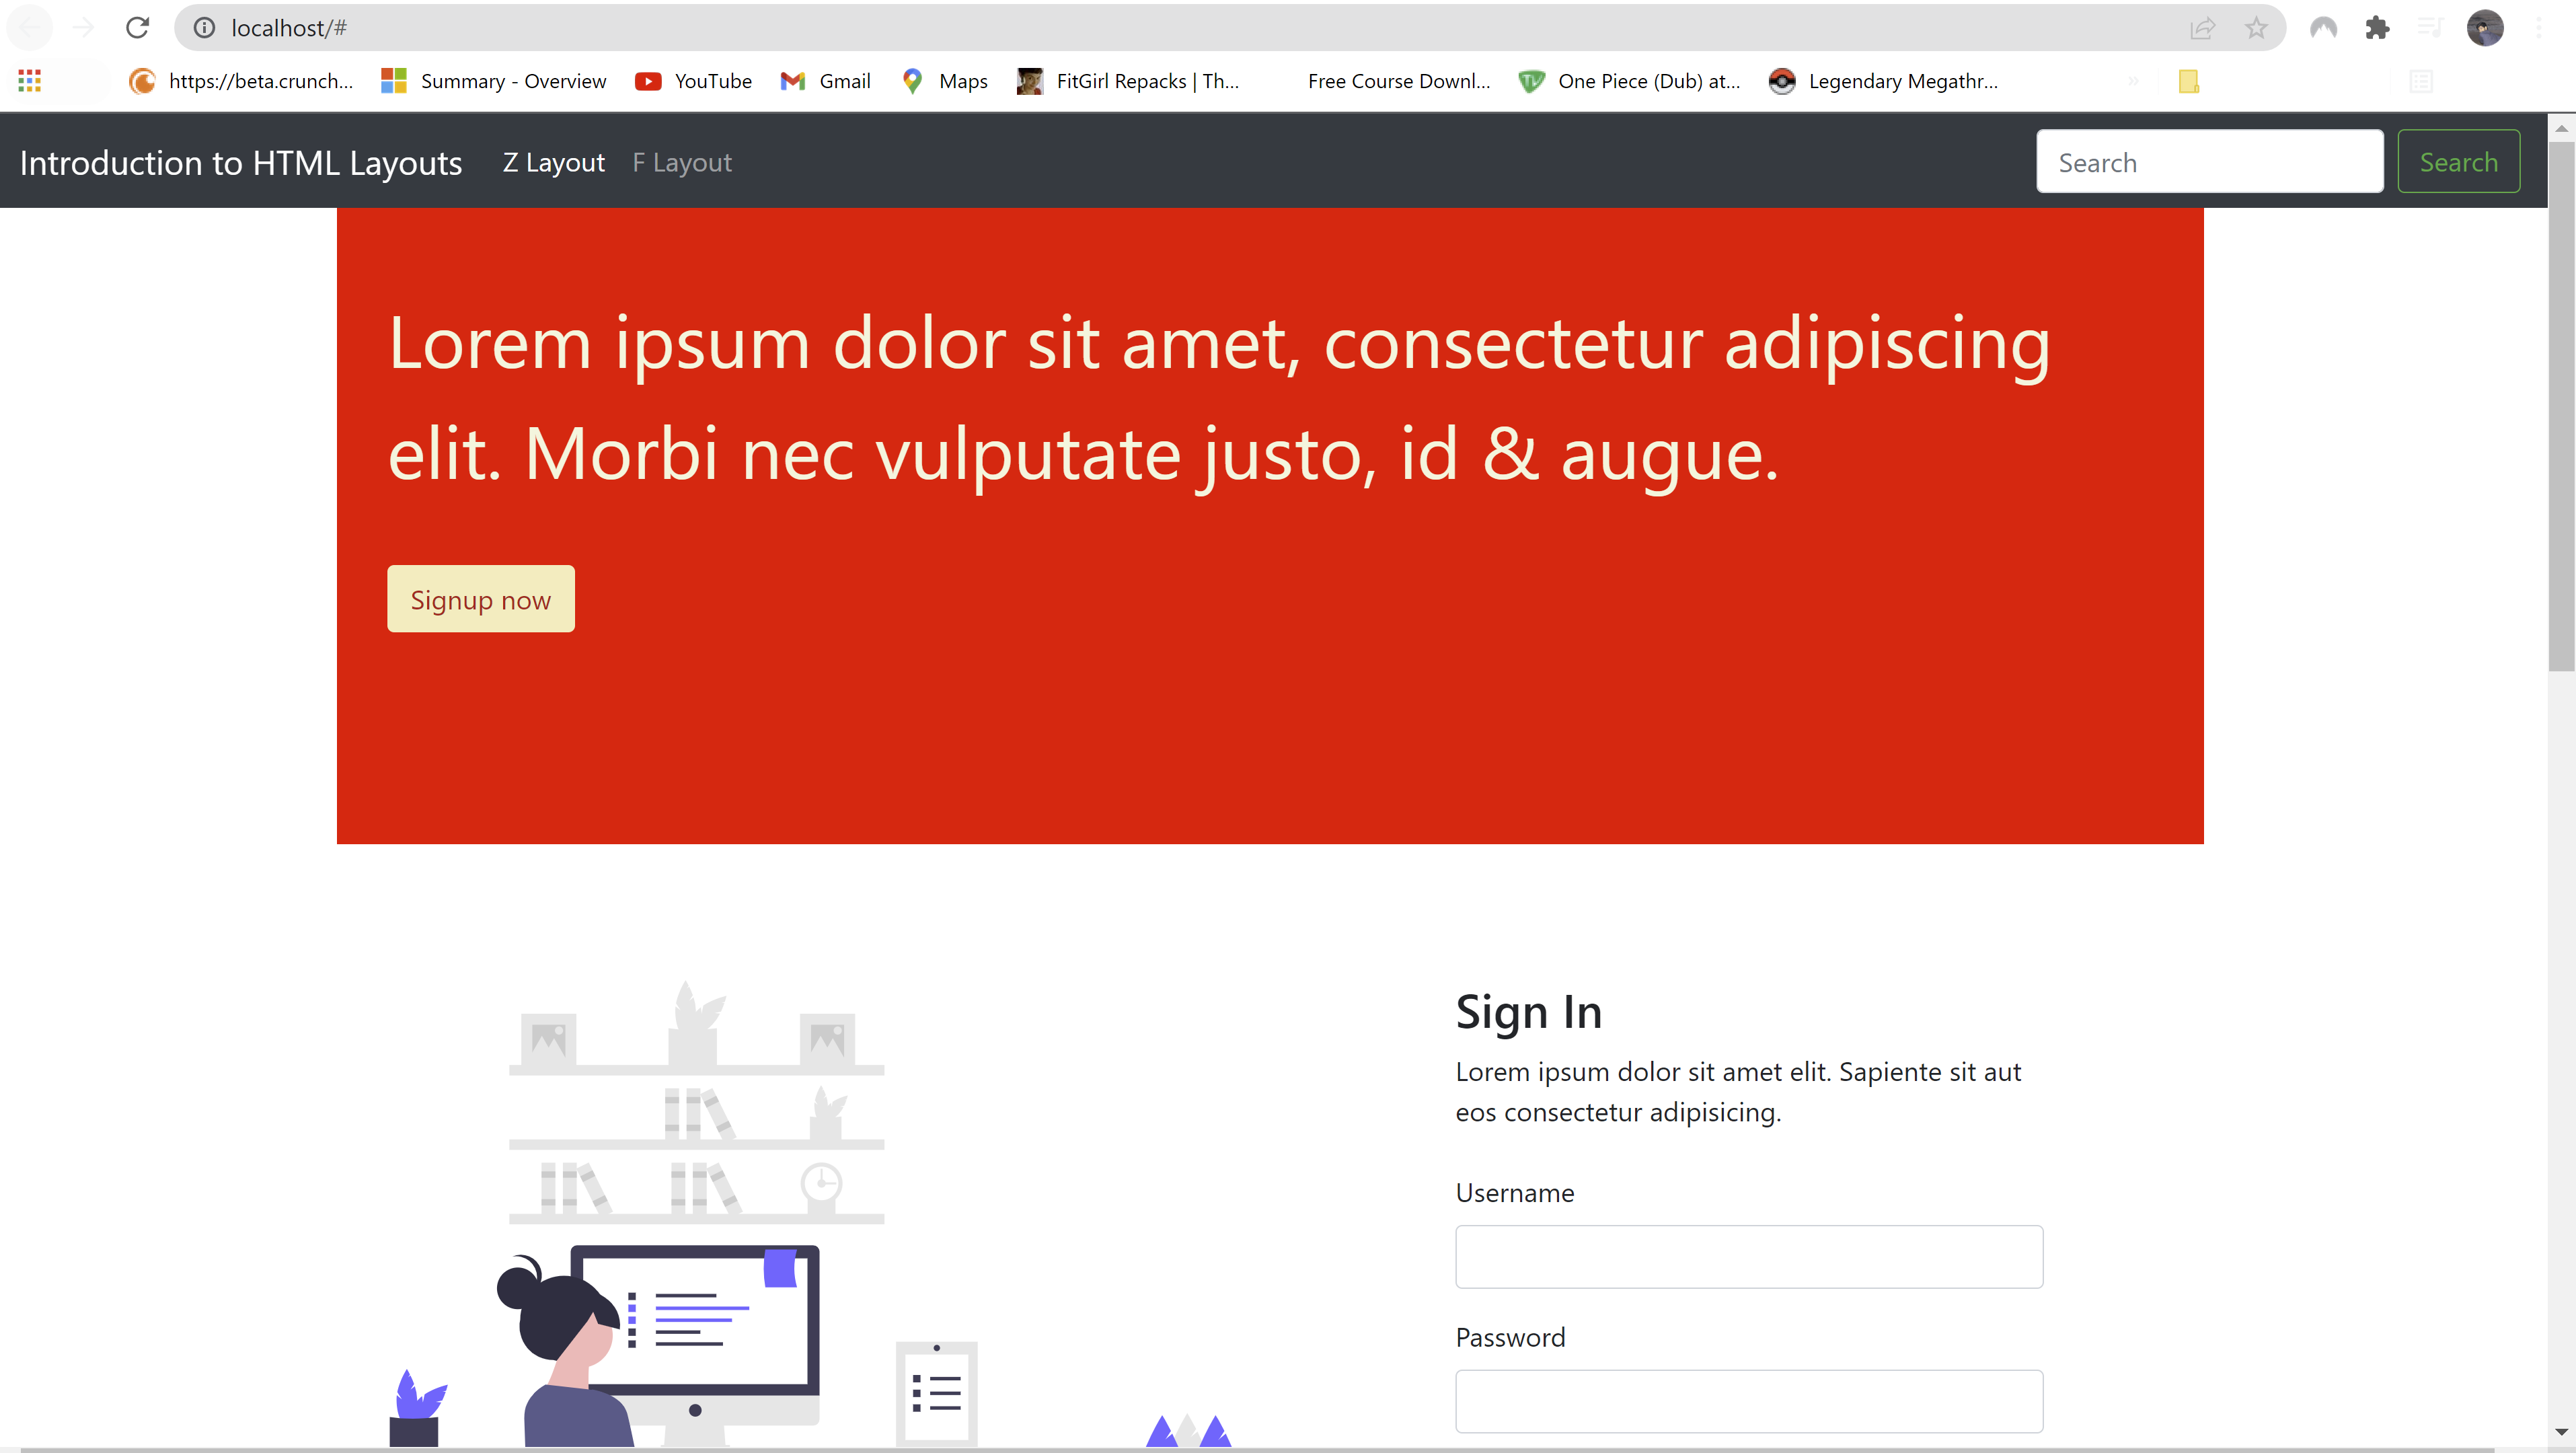 localhost/#
https://beta.crunch... Summary - Overview YouTube Gmail Maps FitGirl Repacks | Th... Free Course Downl... One Piece (Dub) at... Legendary Megathr... »
Introduction to HTML Layouts Z Layout F Layout Search Search
Lorem ipsum dolor sit amet, consectetur adipiscing
elit. Morbi nec vulputate justo, id & augue.
Signup now
Sign In
Lorem ipsum dolor sit amet elit. Sapiente sit aut
eos consectetur adipisicing.
Username
Password